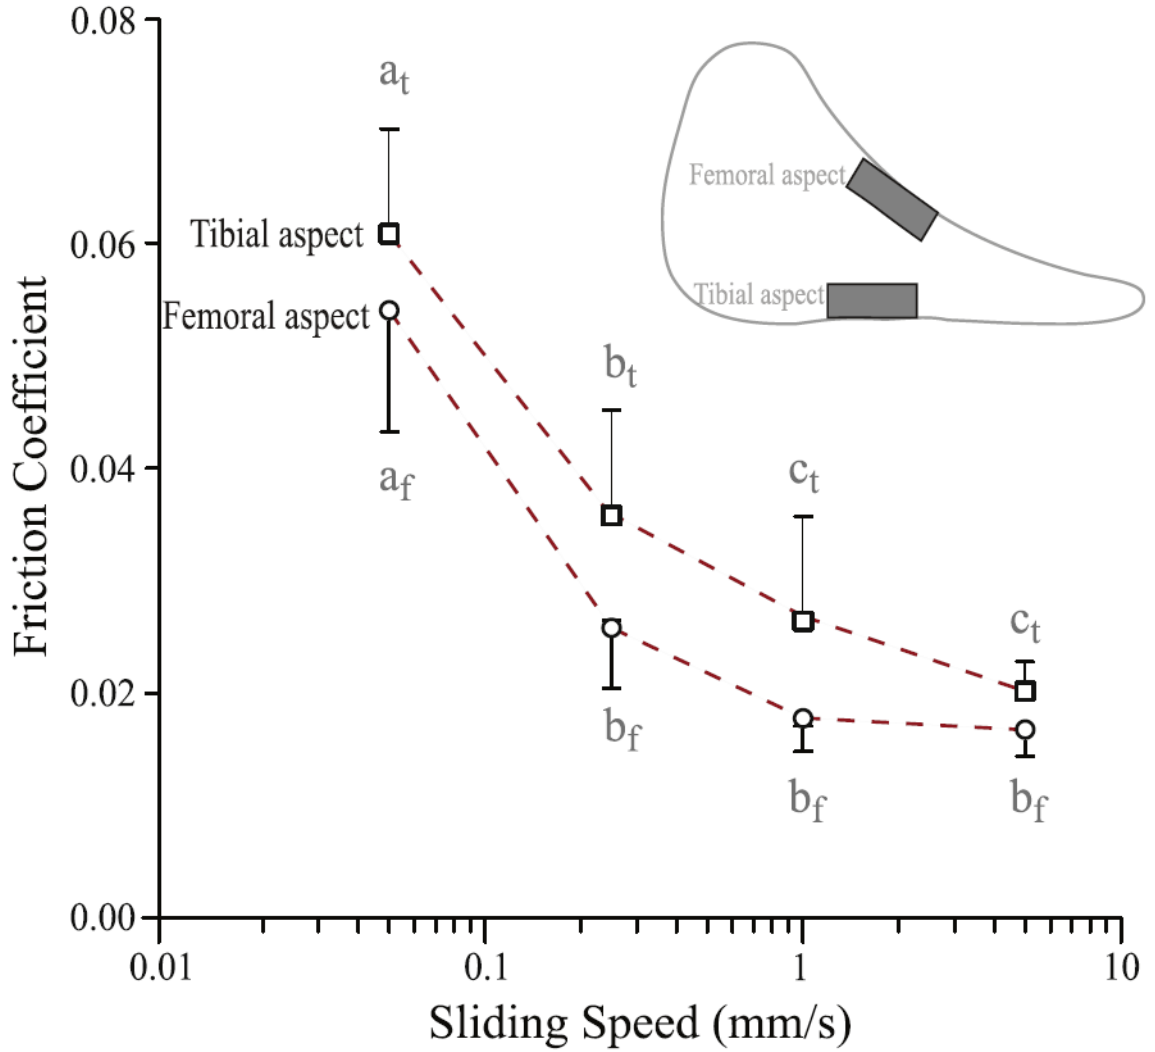 0.08
0.06
0.04
0.02
0.00
0.01
0.1
1
10
Friction Coefficient
Sliding Speed (mm/s)
Tibial aspect
Femoral aspect
a_t
a_f
b_t
b_f
c_t
b_f
c_t
b_f
Femoral aspect
Tibial aspect